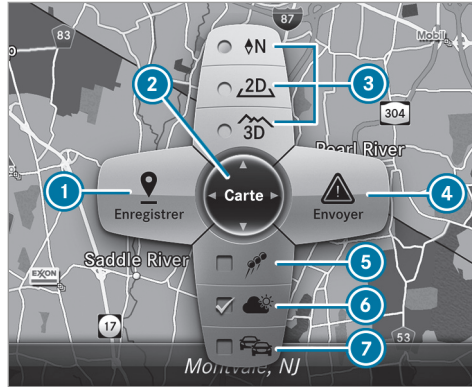 83
87
Mobil
N
2D
3D
2
3
304
Pearl River
1
Enregistrer
Carte
Envoyer
4
Saddle River
5
EXON
6
17
7
53
Montvale, NJ